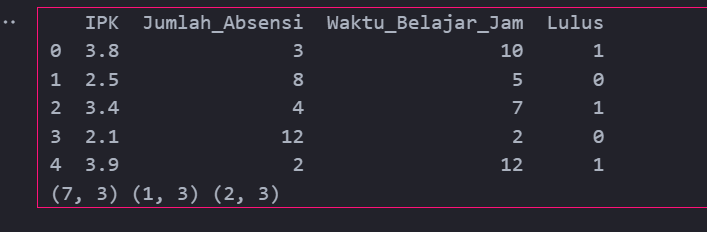 IPK Jumlah_Absensi Waktu_Belajar_Jam Lulus
0 3.8 3 10 1
1 2.5 8 5 0
2 3.4 4 7 1
3 2.1 12 2 0
4 3.9 2 12 1
(7, 3) (1, 3) (2, 3)